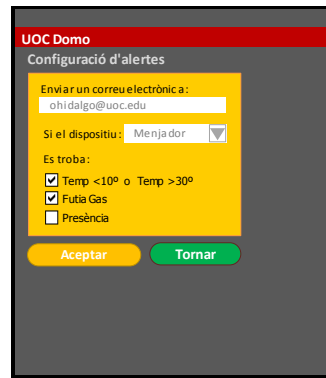 UOC Domo
Configuració d'alertes
Enviar un correu electrònic a:
ohidalgo@uoc.edu
Si el dispositiu: Menjador
Es troba:
Temp <10º o Temp >30º
Futia Gas
Presència
Aceptar Tornar